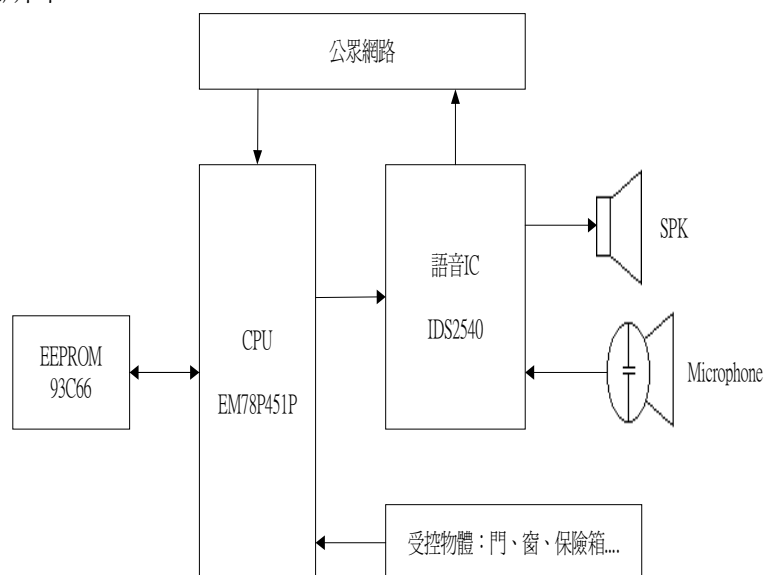 公眾網路
語音IC
IDS2540
SPK
CPU
EM78P451P
EEPROM
93C66
Microphone
受控物體：門、窗、保險箱....